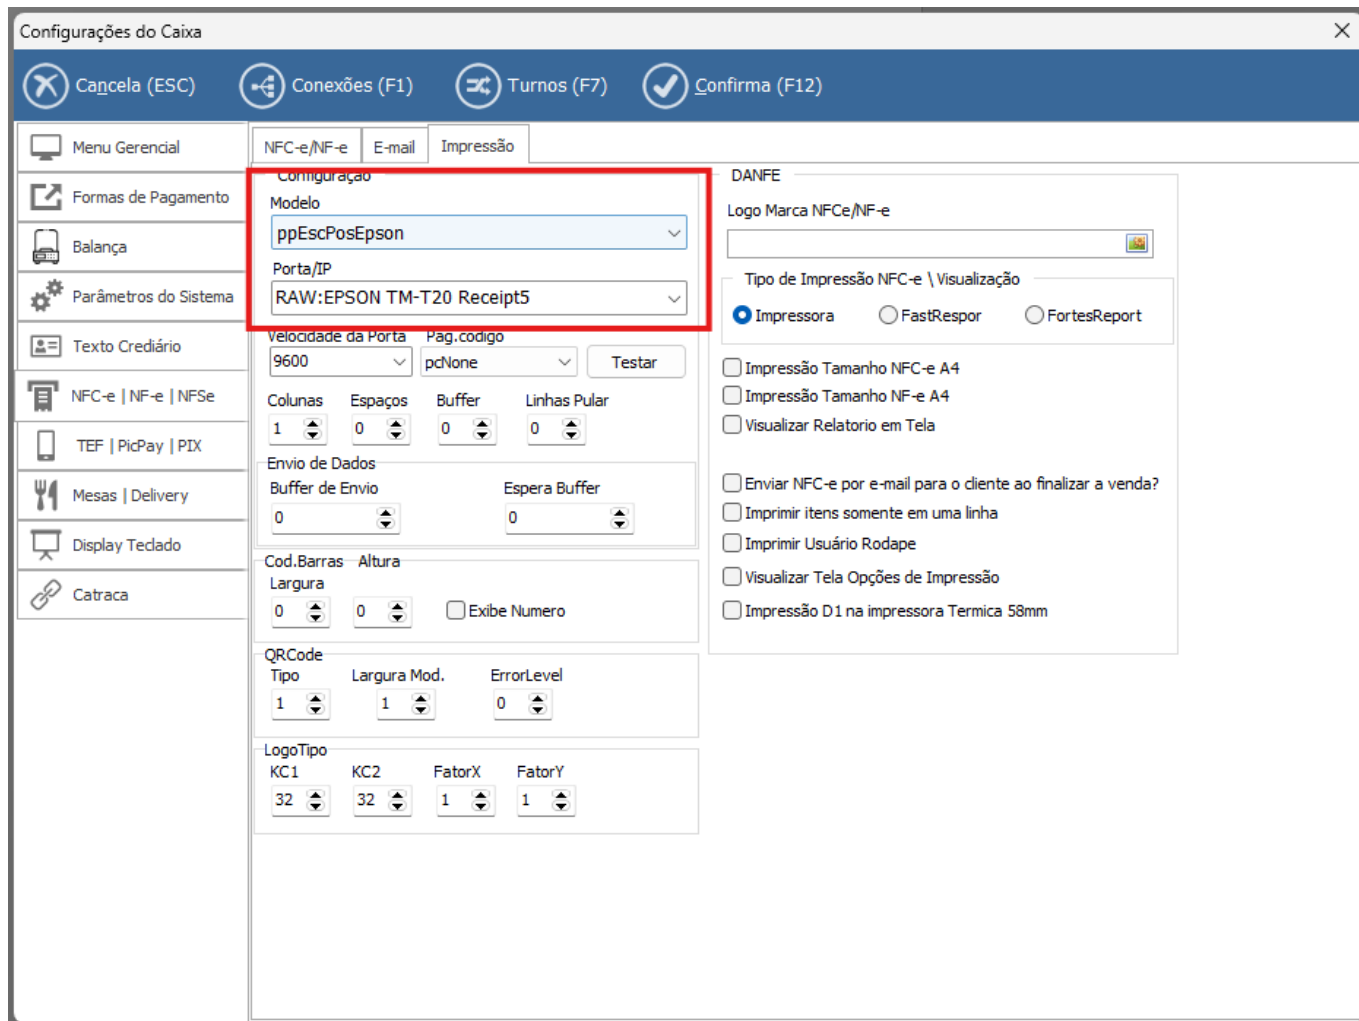 Configurações do Caixa
Cancela (ESC)
Conexões (F1)
Turnos (F7)
Confirma (F12)
Menu Gerencial
Formas de Pagamento
Balança
Parâmetros do Sistema
Texto Crediário
NFC-e | NF-e | NFSe
TEF | PicPay | PIX
Mesas | Delivery
Display Teclado
Catraca
NFC-e/NF-e
E-mail
Impressão
Configuração
Modelo
ppEscPosEpson
Porta/IP
RAW:EPSON TM-T20 Receipt5
Velocidade da Porta Pag.codigo
9600 pcNone Testar
Colunas Espaços Buffer Linhas Pular
1 0 0 0
Envio de Dados
Buffer de Envio Espera Buffer
0 0
Cod.Barras Altura
Largura
0 0 Exibe Numero
QRCode
Tipo Largura Mod. ErrorLevel
1 1 0
LogoTipo
KC1 KC2 FatorX FatorY
32 32 1 1
DANFE
Logo Marca NFCe/NF-e
Tipo de Impressão NFC-e \ Visualização
Impressora FastRespor FortesReport
Impressão Tamanho NFC-e A4
Impressão Tamanho NF-e A4
Visualizar Relatorio em Tela
Enviar NFC-e por e-mail para o cliente ao finalizar a venda?
Imprimir itens somente em uma linha
Imprimir Usuário Rodape
Visualizar Tela Opções de Impressão
Impressão D1 na impressora Termica 58mm